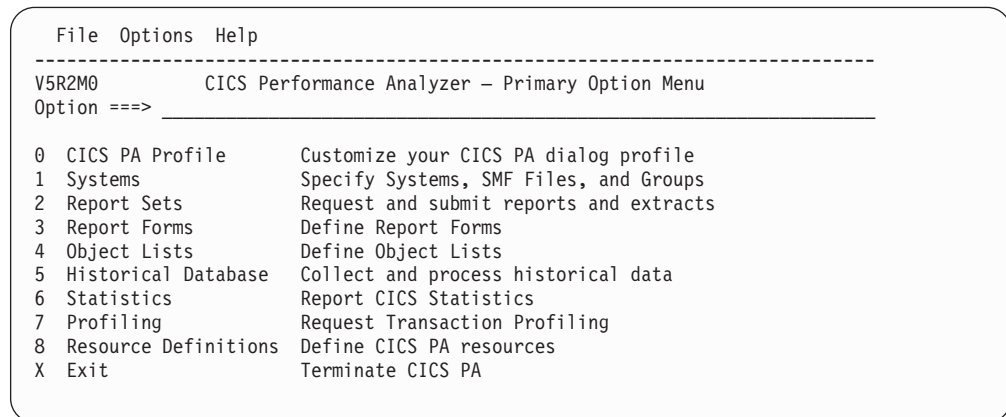 File  Options  Help
--------------------------------------------------------------------------------
V5R2M0          CICS Performance Analyzer – Primary Option Menu
Option ===> ____________________________________________________________________
0  CICS PA Profile       Customize your CICS PA dialog profile
1  Systems               Specify Systems, SMF Files, and Groups
2  Report Sets           Request and submit reports and extracts
3  Report Forms          Define Report Forms
4  Object Lists          Define Object Lists
5  Historical Database   Collect and process historical data
6  Statistics            Report CICS Statistics
7  Profiling             Request Transaction Profiling
8  Resource Definitions  Define CICS PA resources
X  Exit                  Terminate CICS PA